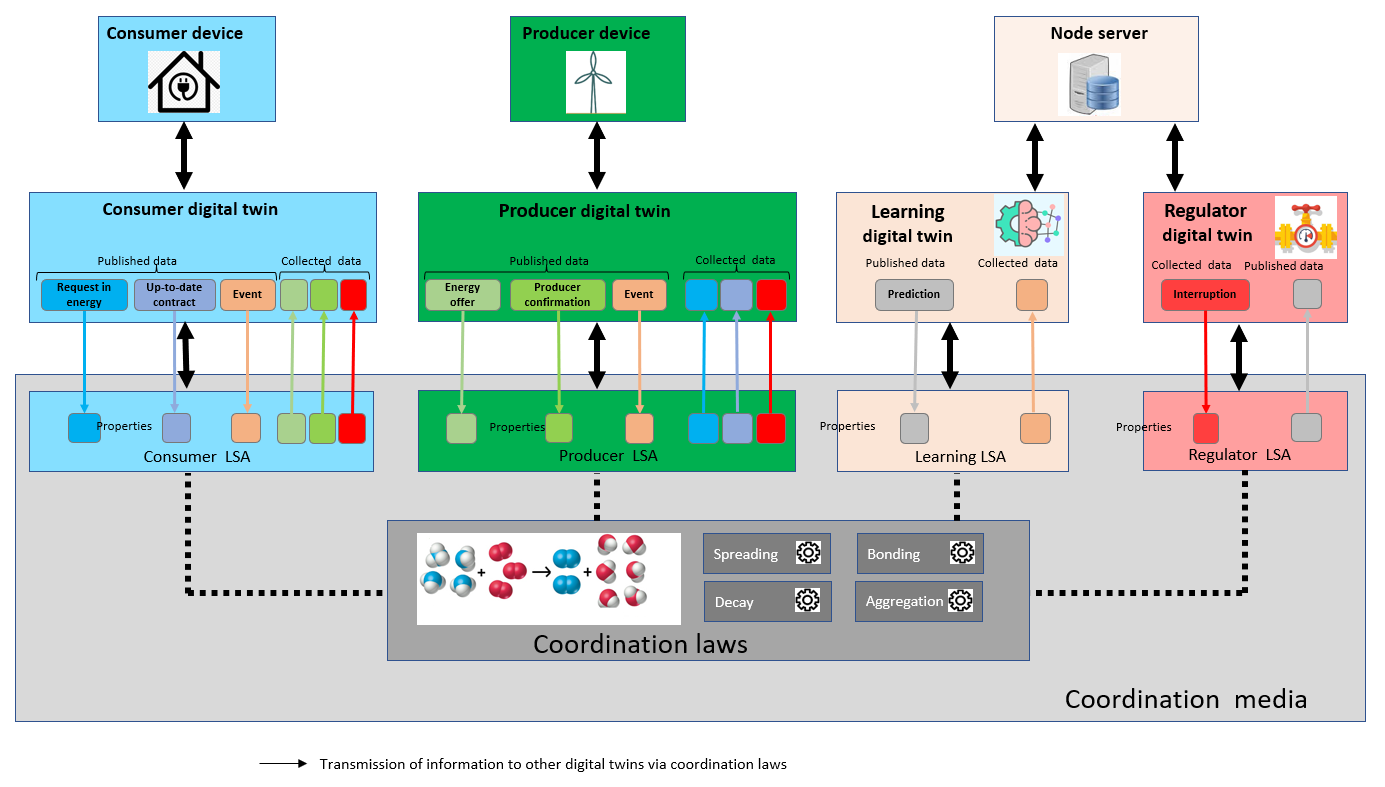 Consumer device
Producer device
Node server
Consumer digital twin
Published data
Collected data
Request in
energy
Up-to-date
contract
Event
Producer digital twin
Published data
Collected data
Energy
offer
Producer
confirmation
Event
Learning
digital twin
Published data
Collected data
Prediction
Regulator
digital twin
Collected data
Published data
Interruption
Properties
Consumer LSA
Properties
Producer LSA
Properties
Learning LSA
Properties
Regulator LSA
+
+
Spreading
Bonding
Decay
Aggregation
Coordination laws
Coordination media
Transmission of information to other digital twins via coordination laws